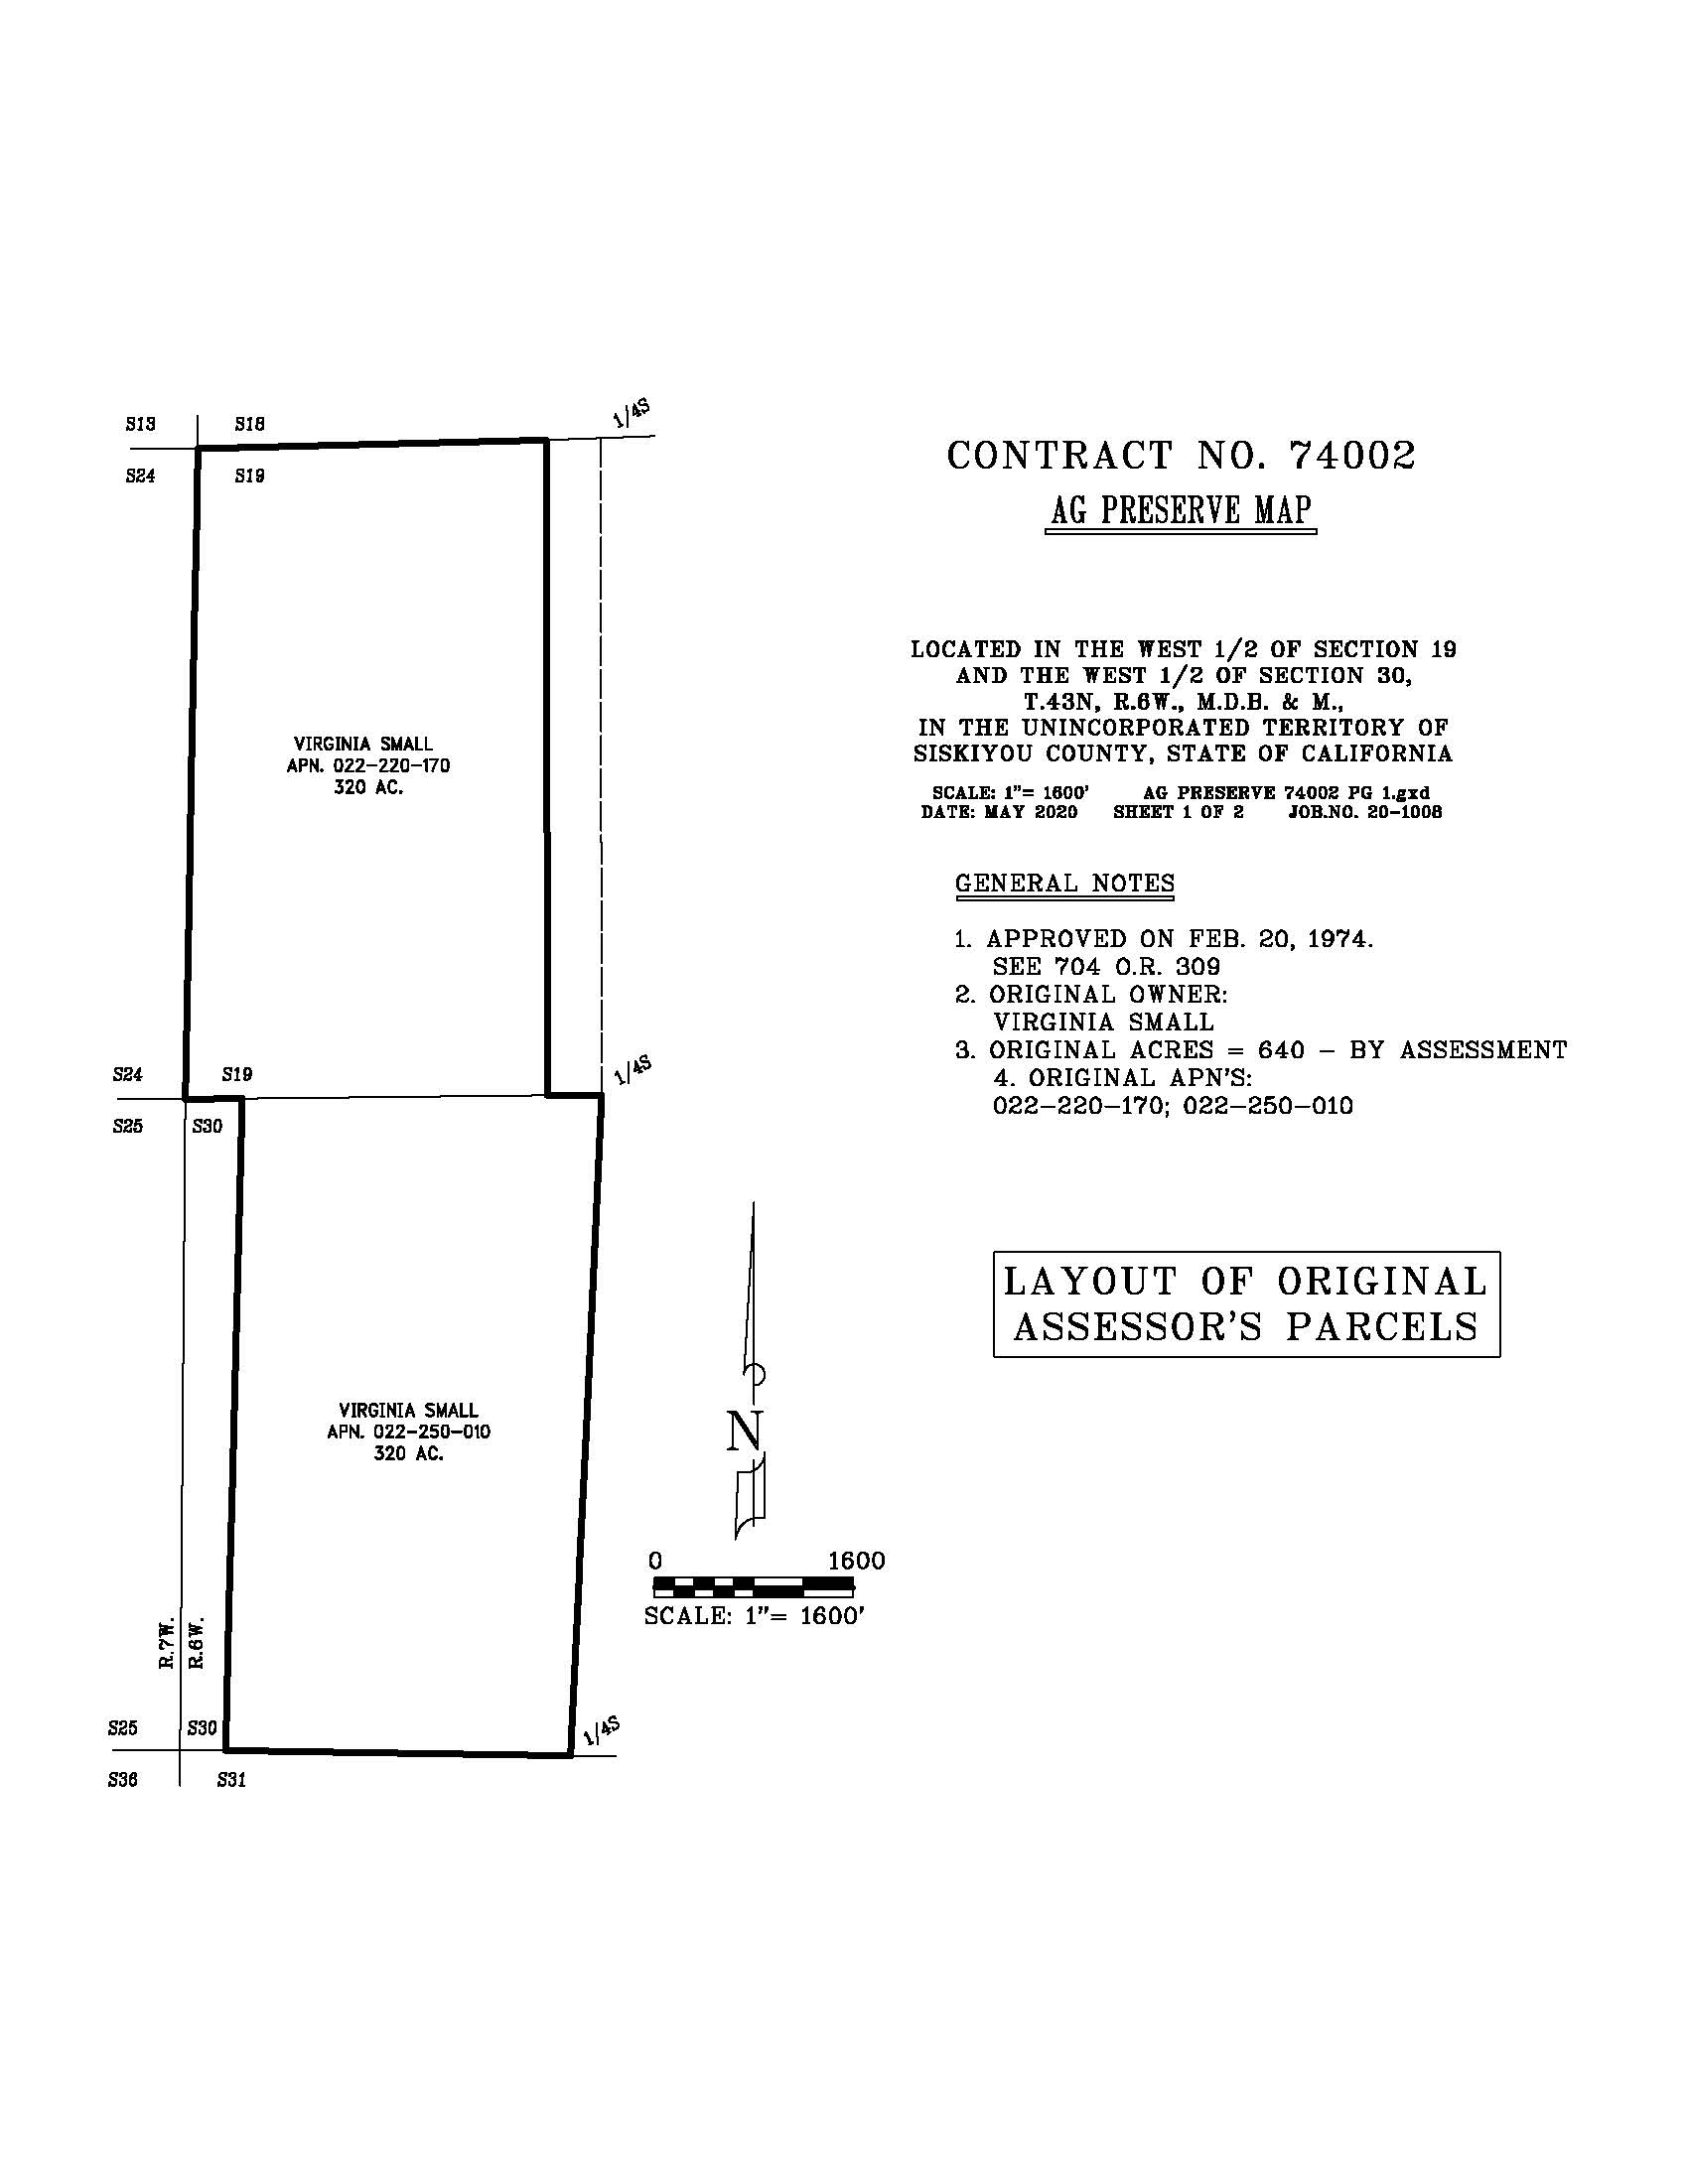 S13 S18 1/4S
S24 S19
VIRGINIA SMALL
APN. 022-220-170
320 AC.
S24 S19 1/4S
S25 S30
VIRGINIA SMALL
APN. 022-250-010
320 AC.
R.7W.
R.6W.
S25 S30 1/4S
S36 S31
CONTRACT NO. 74002
AG PRESERVE MAP
LOCATED IN THE WEST 1/2 OF SECTION 19
AND THE WEST 1/2 OF SECTION 30,
T.43N, R.6W., M.D.B. & M.,
IN THE UNINCORPORATED TERRITORY OF
SISKIYOU COUNTY, STATE OF CALIFORNIA
SCALE: 1"= 1600' AG PRESERVE 74002 PG 1.gxd
DATE: MAY 2020 SHEET 1 OF 2 JOB.NO. 20-1008
GENERAL NOTES
1. APPROVED ON FEB. 20, 1974.
SEE 704 O.R. 309
2. ORIGINAL OWNER:
VIRGINIA SMALL
3. ORIGINAL ACRES = 640 - BY ASSESSMENT
4. ORIGINAL APN'S:
022-220-170; 022-250-010
LAYOUT OF ORIGINAL
ASSESSOR'S PARCELS
N
0 1600
SCALE: 1"= 1600'